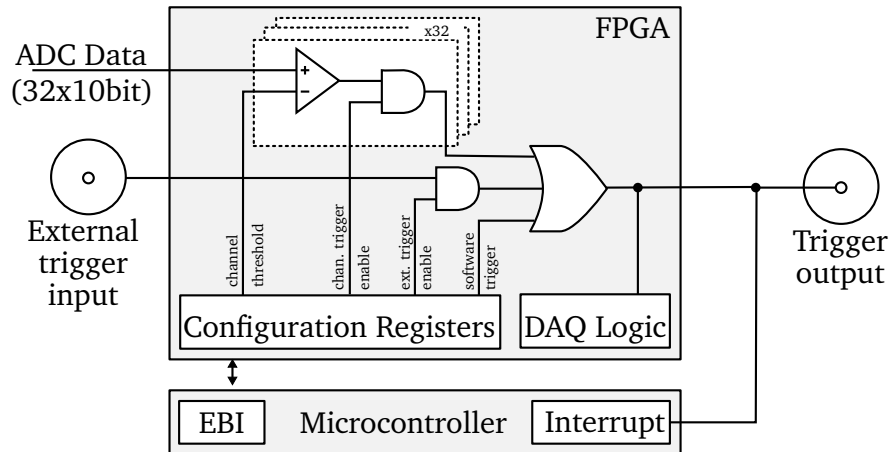 FPGA
x32
ADC Data
(32x10bit)
+
−
External
trigger
input
channel
threshold
chan. trigger
enable
ext. trigger
enable
software
trigger
Trigger
output
Configuration Registers
DAQ Logic
EBI
Microcontroller
Interrupt